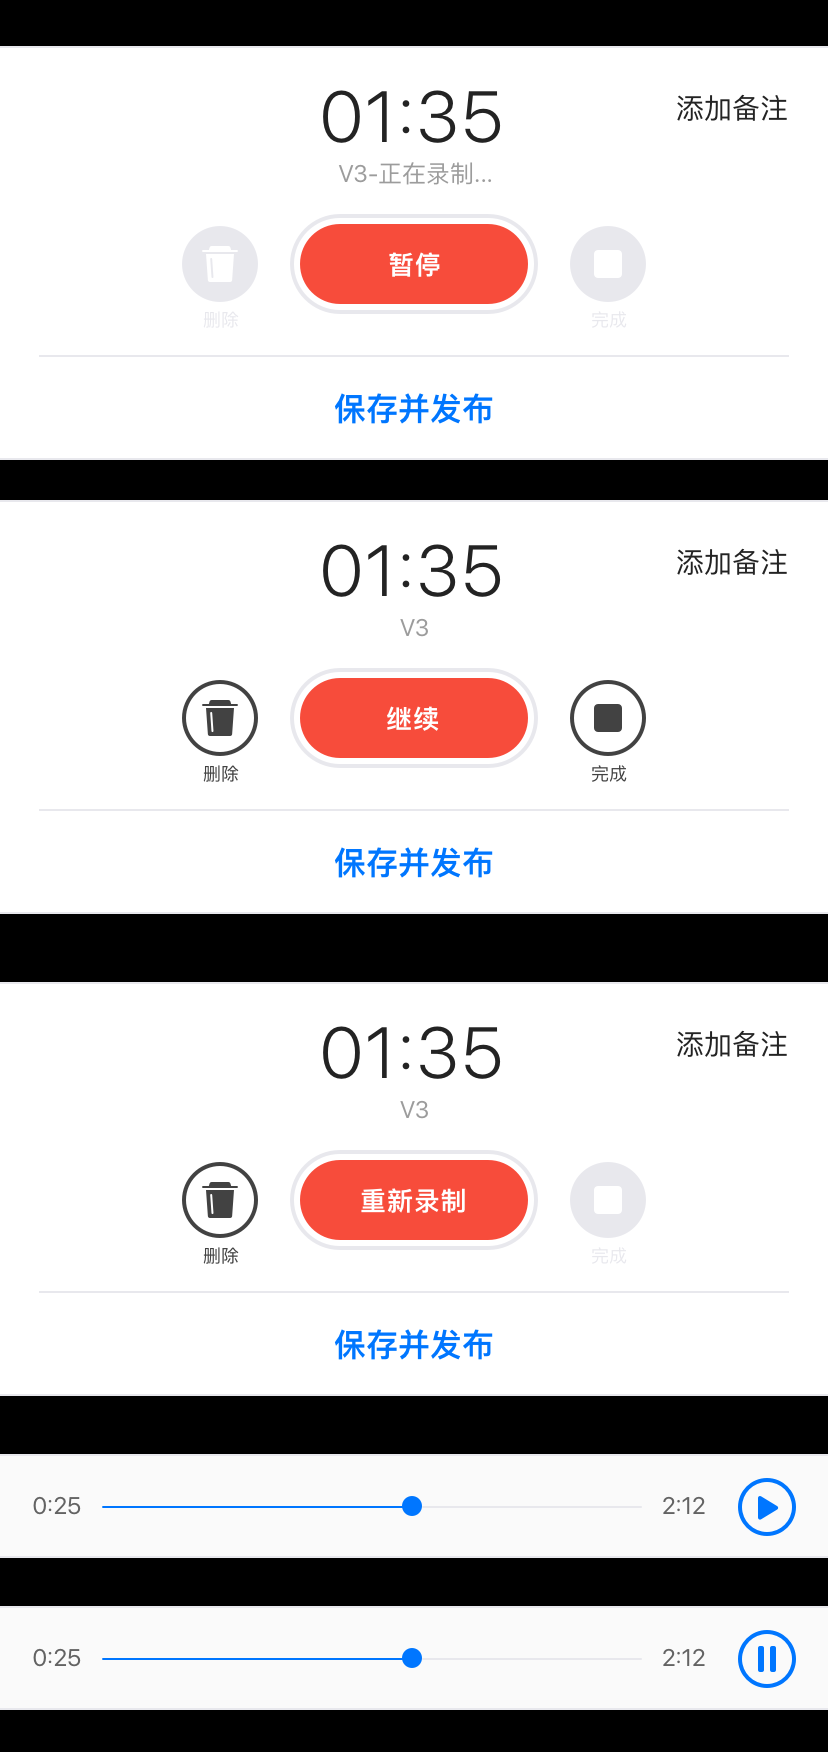 01:35
添加备注
V3-正在录制...
暂停
删除
完成
保存并发布
01:35
添加备注
V3
继续
删除
完成
保存并发布
01:35
添加备注
V3
重新录制
删除
完成
保存并发布
0:25
2:12
0:25
2:12